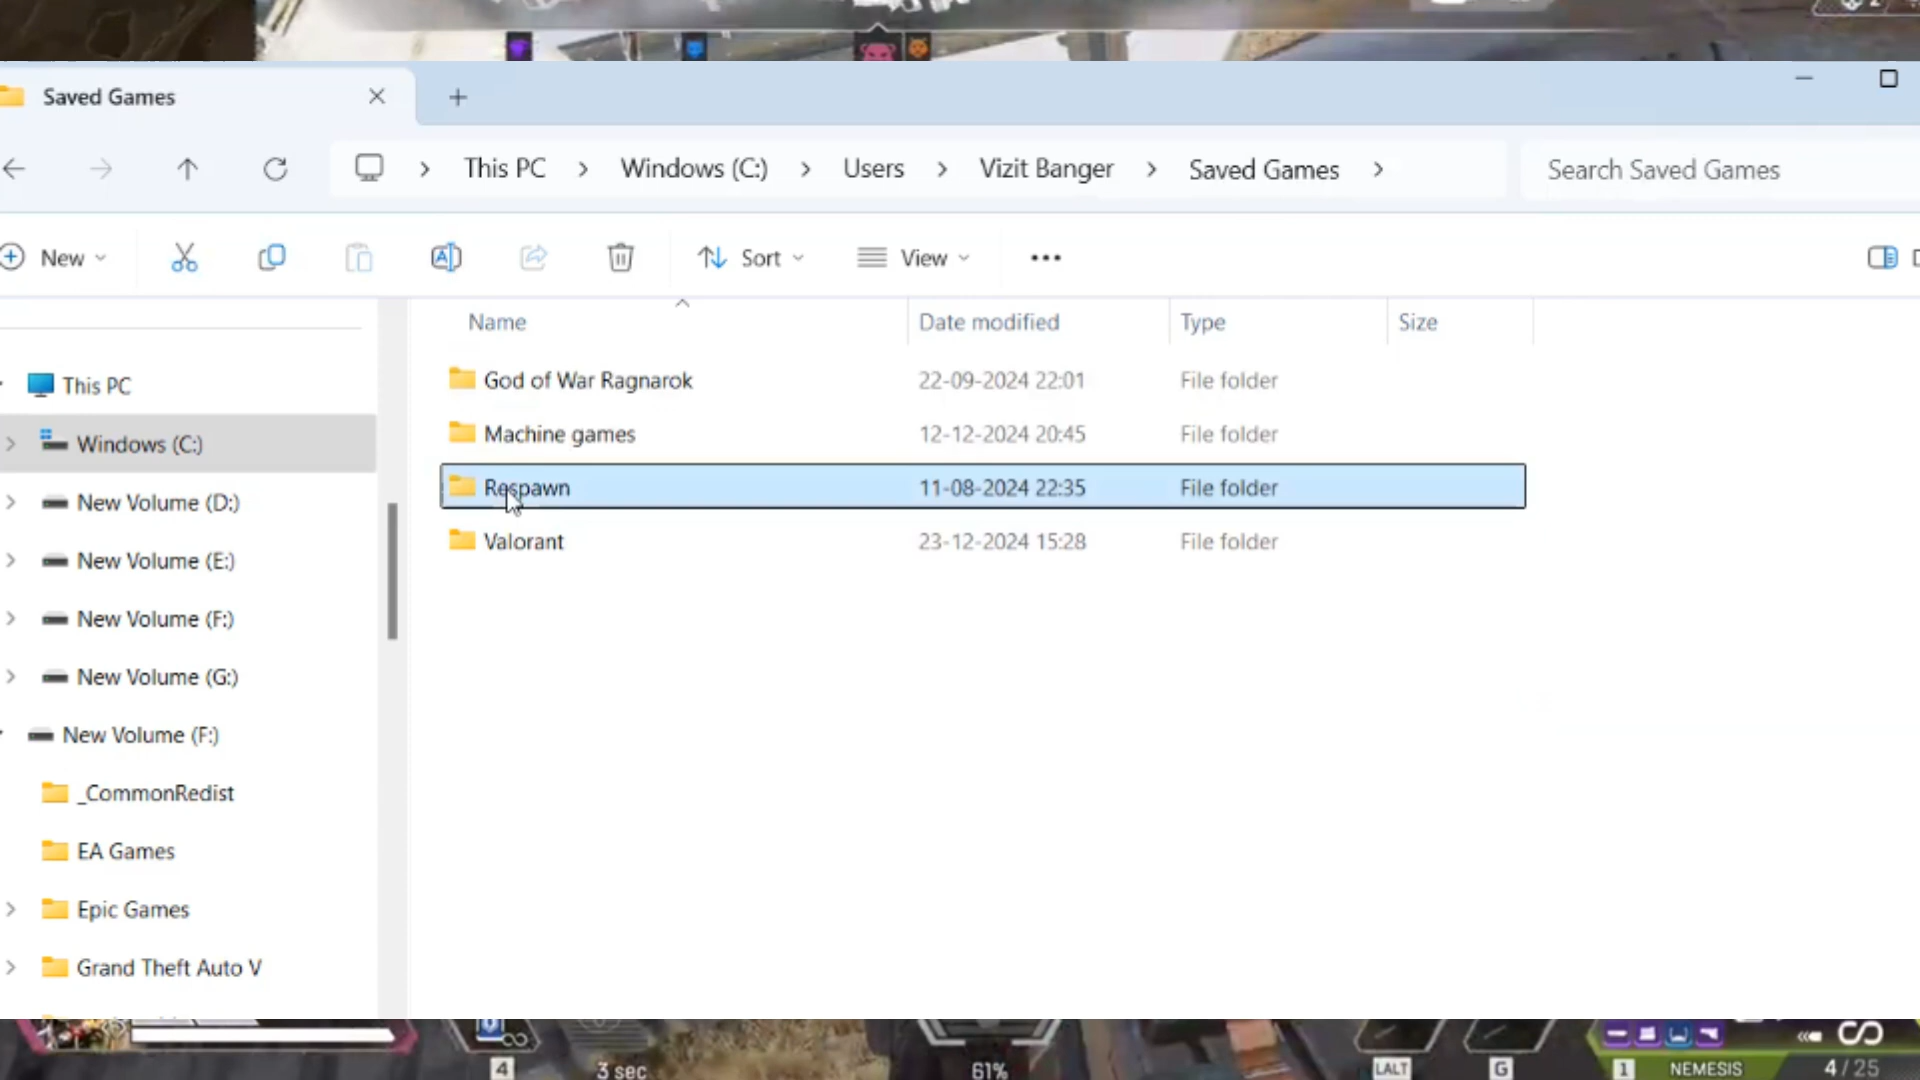 Saved Games
This PC > Windows (C:) > Users > Vizit Banger > Saved Games >
Search Saved Games
New
Sort
View
Name
Date modified
Type
Size
God of War Ragnarok 22-09-2024 22:01 File folder
Machine games 12-12-2024 20:45 File folder
Respawn 11-08-2024 22:35 File folder
Valorant 23-12-2024 15:28 File folder
This PC
Windows (C:)
New Volume (D:)
New Volume (E:)
New Volume (F:)
New Volume (G:)
New Volume (F:)
_CommonRedist
EA Games
Epic Games
Grand Theft Auto V
4
3 sec
61%
LALT
G
1 NEMESIS
4/25